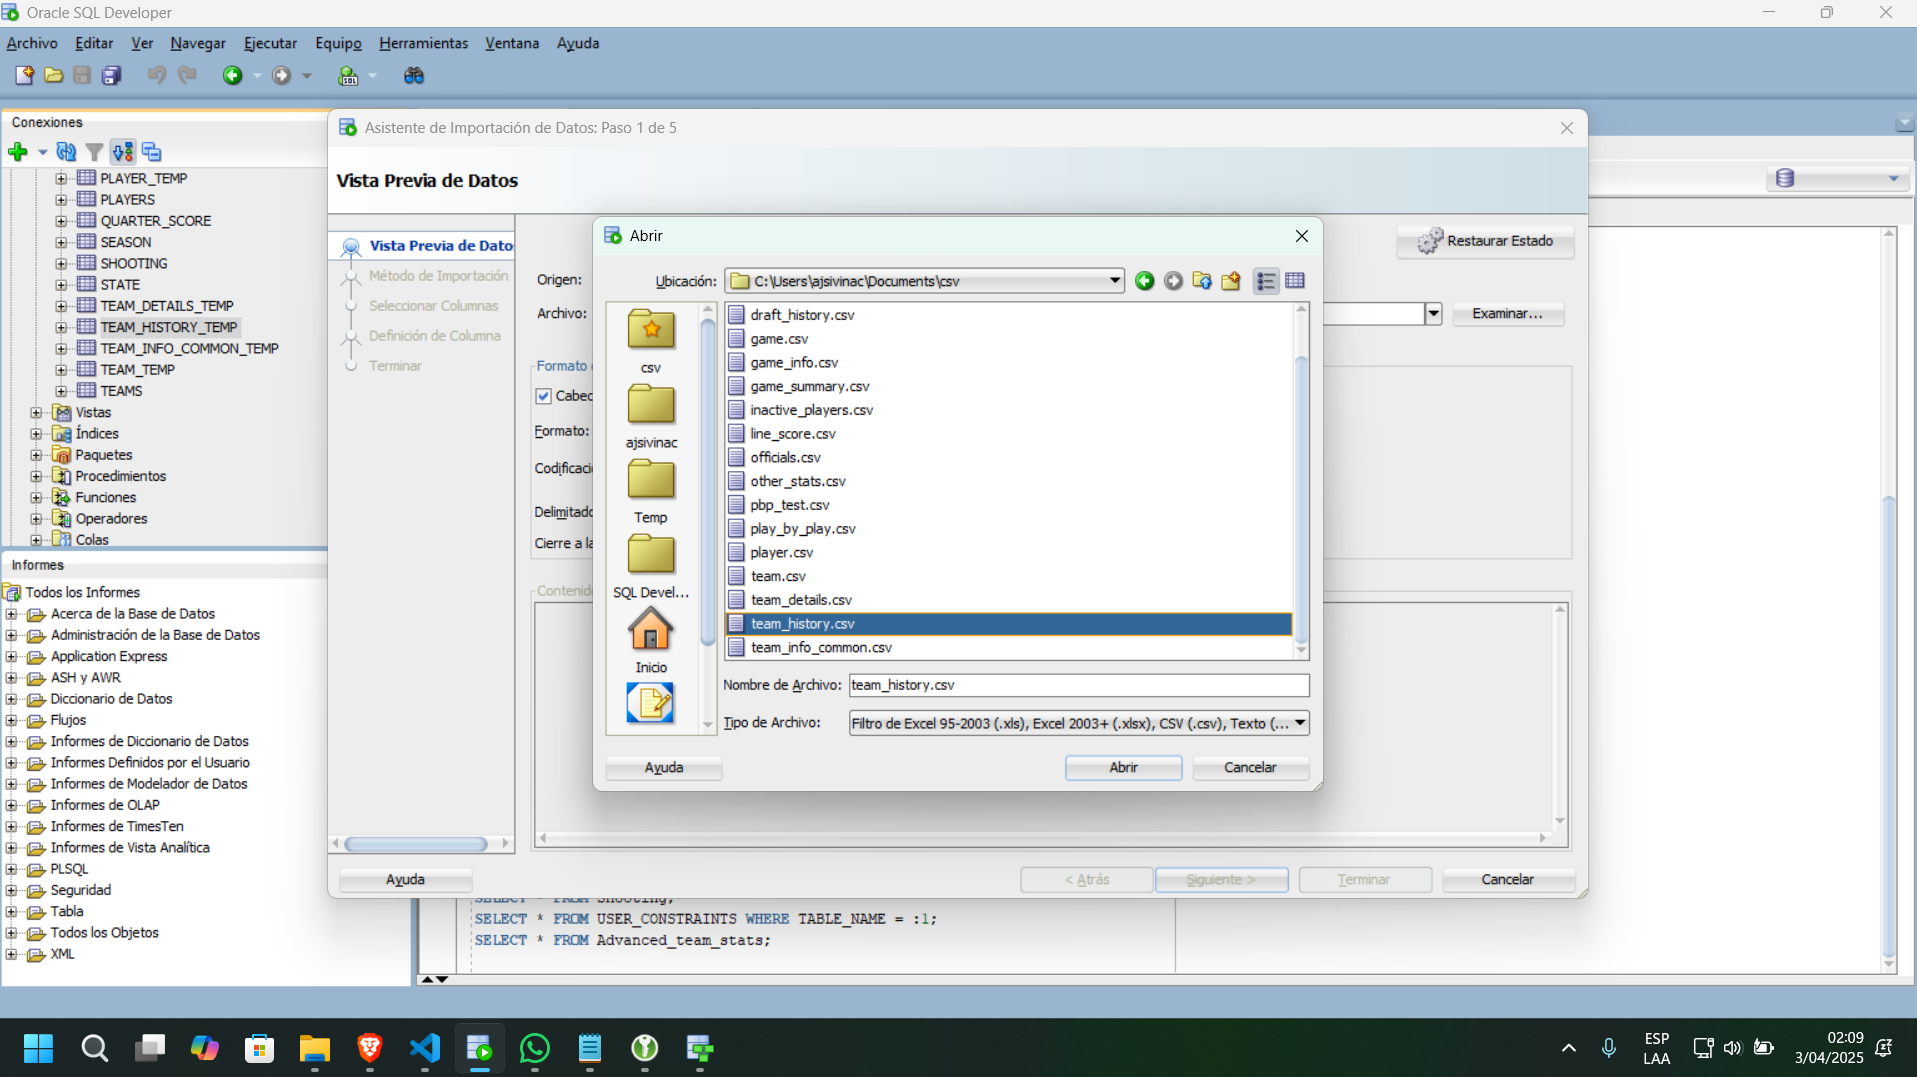 Oracle SQL Developer
Archivo Editar Ver Navegar Ejecutar Equipo Herramientas Ventana Ayuda
SQL
Conexiones
PLAYER_TEMP
PLAYERS
QUARTER_SCORE
SEASON
SHOOTING
STATE
TEAM_DETAILS_TEMP
TEAM_HISTORY_TEMP
TEAM_INFO_COMMON_TEMP
TEAM_TEMP
TEAMS
Vistas
Índices
Paquetes
Procedimientos
Funciones
Operadores
Colas
Informes
Todos los Informes
Acerca de la Base de Datos
Administración de la Base de Datos
Application Express
ASH y AWR
Diccionario de Datos
Flujos
Informes de Diccionario de Datos
Informes Definidos por el Usuario
Informes de Modelador de Datos
Informes de OLAP
Informes de TimesTen
Informes de Vista Analítica
PLSQL
Seguridad
Tabla
Todos los Objetos
XML
Asistente de Importación de Datos: Paso 1 de 5
Vista Previa de Datos
Vista Previa de Dato
Método de Importación
Seleccionar Columnas
Definición de Columna
Terminar
Restaurar Estado
Origen:
Archivo:
Examinar...
Formato
Cabec
Formato:
Codificaci
Delimitado
Cierre a la
Contenid
Abrir
Ubicación: C:\Users\ajsivinac\Documents\csv
csv
ajsivinac
Temp
SQL Devel...
Inicio
draft_history.csv
game.csv
game_info.csv
game_summary.csv
inactive_players.csv
line_score.csv
officials.csv
other_stats.csv
pbp_test.csv
play_by_play.csv
player.csv
team.csv
team_details.csv
team_history.csv
team_info_common.csv
Nombre de Archivo: team_history.csv
Tipo de Archivo: Filtro de Excel 95-2003 (.xls), Excel 2003+ (.xlsx), CSV (.csv), Texto (...
Ayuda Abrir Cancelar
Ayuda < Atrás Siguiente > Terminar Cancelar
SELECT * FROM Shooting;
SELECT * FROM USER_CONSTRAINTS WHERE TABLE_NAME = :1;
SELECT * FROM Advanced_team_stats;
ESP
LAA
02:09
3/04/2025